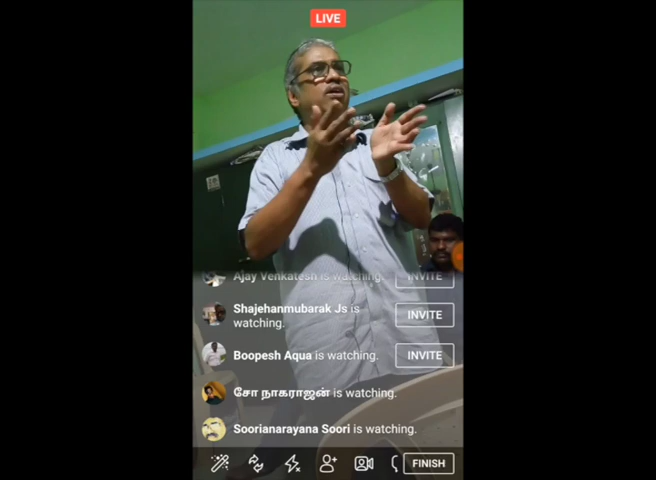 LIVE
Ajay Venkatesh is watching.
INVITE
Shajehanmubarak Js is
watching.
INVITE
Boopesh Aqua is watching.
INVITE
சோ நாகராஜன் is watching.
Soorianarayana Soori is watching.
FINISH